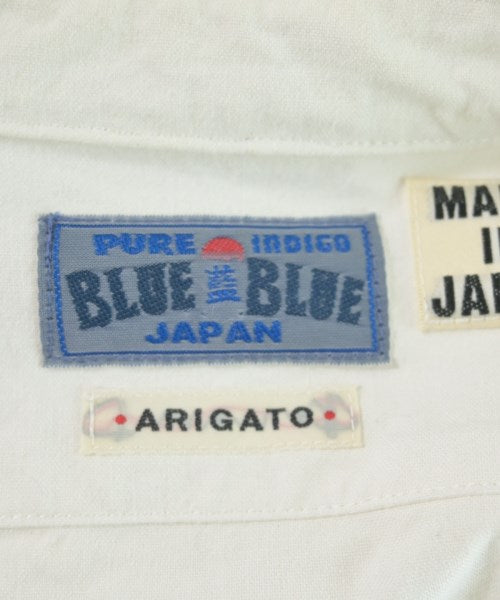 PURE INDIGO
BLUE BLUE
JAPAN
ARIGATO
MA
IN
JA